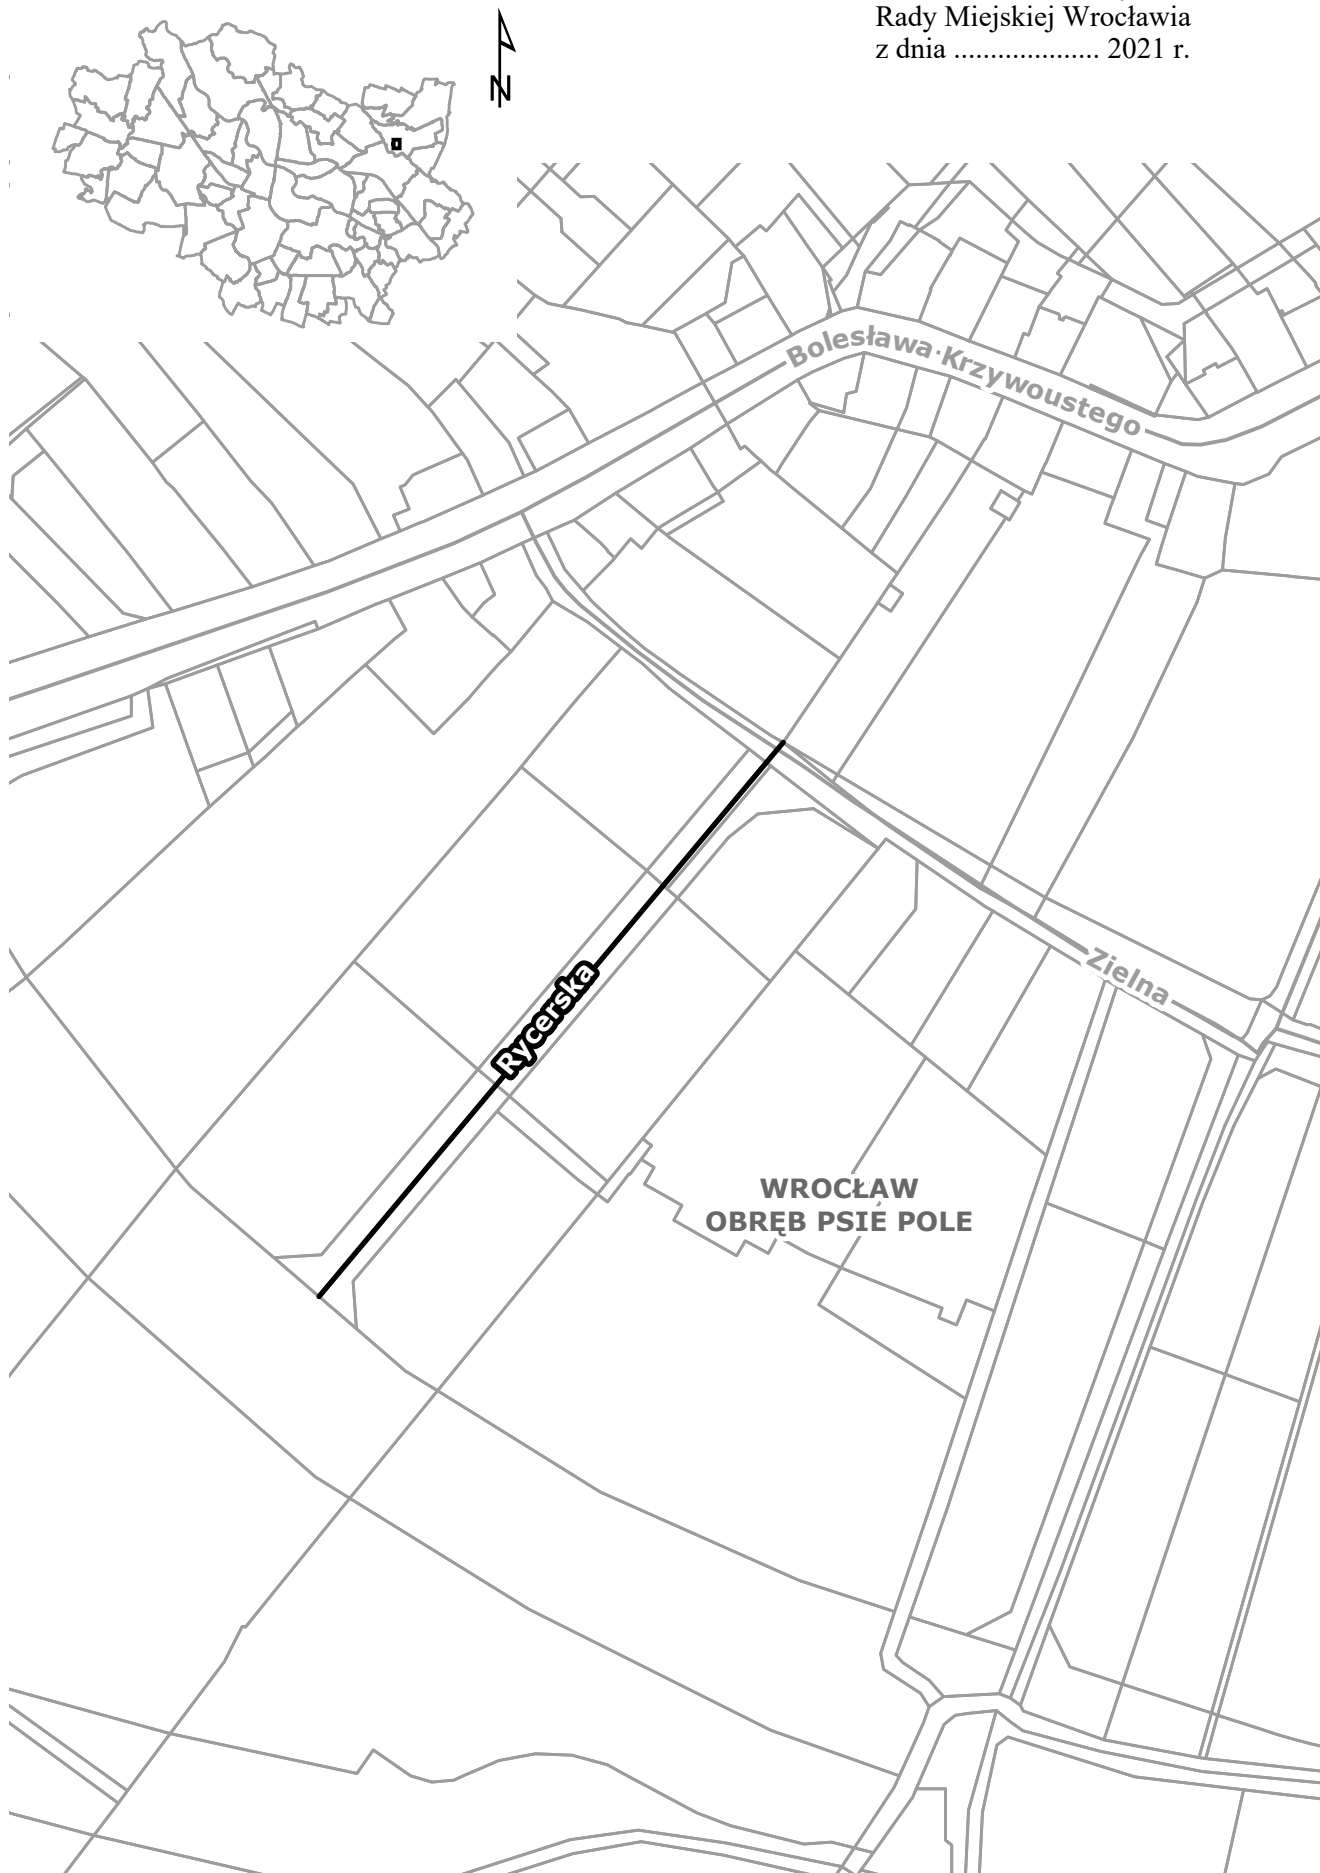 Rady Miejskiej Wrocławia
z dnia .................... 2021 r.
N
Bolesława Krzywoustego
Zielna
Rycerska
WROCŁAW
OBRĘB PSIE POLE